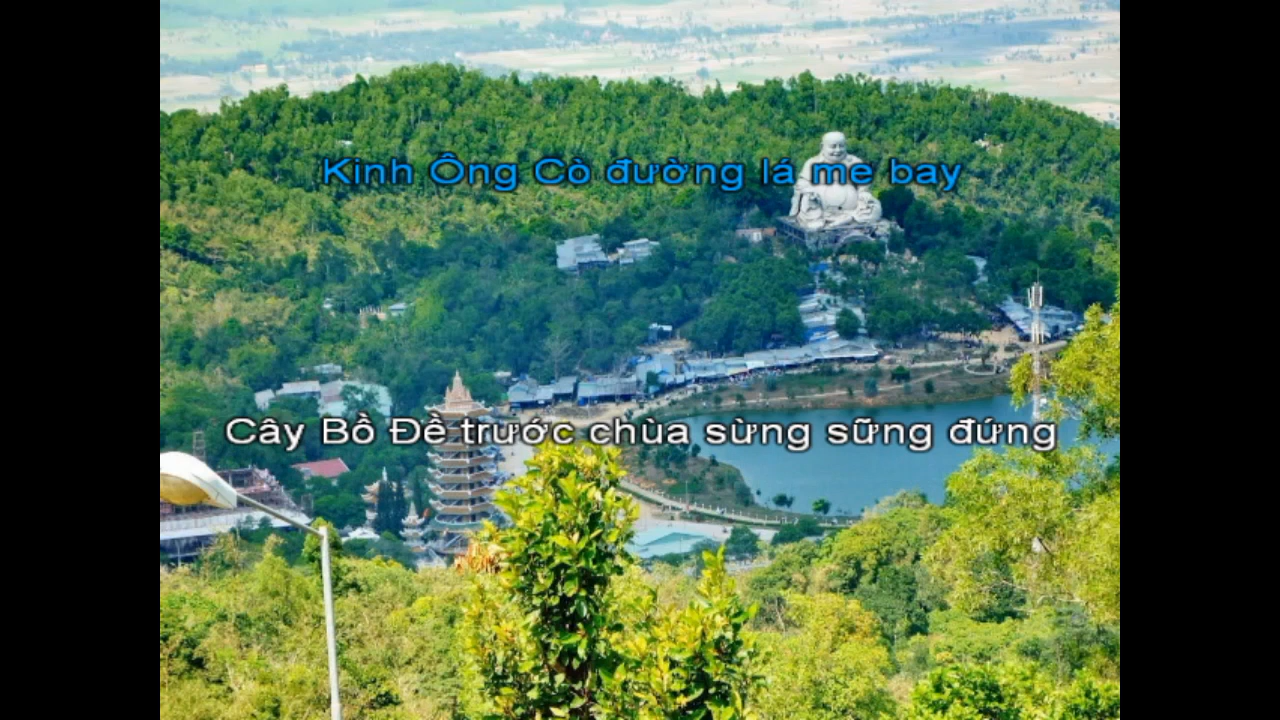 Kinh Ông Cò đường lá me bay
Cây Bồ Đề trước chùa sừng sững đứng